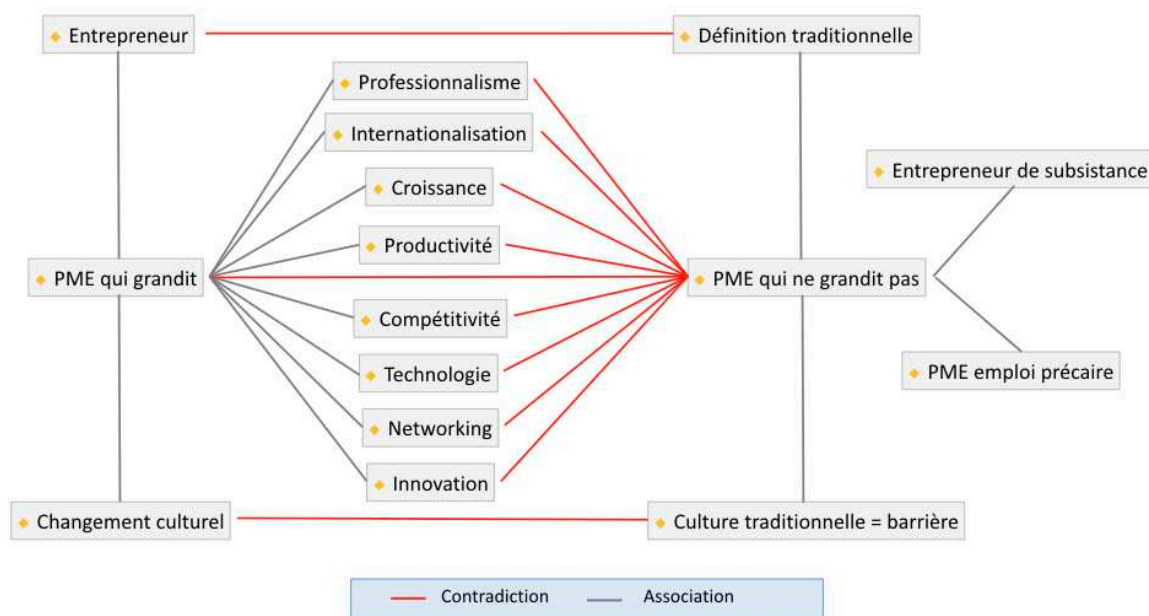 Entrepreneur
Définition traditionnelle
Professionnalisme
Internationalisation
Entrepreneur de subsistance
Croissance
Productivité
PME qui grandit
PME qui ne grandit pas
Compétitivité
PME emploi précaire
Technologie
Networking
Innovation
Changement culturel
Culture traditionnelle = barrière
Contradiction
Association